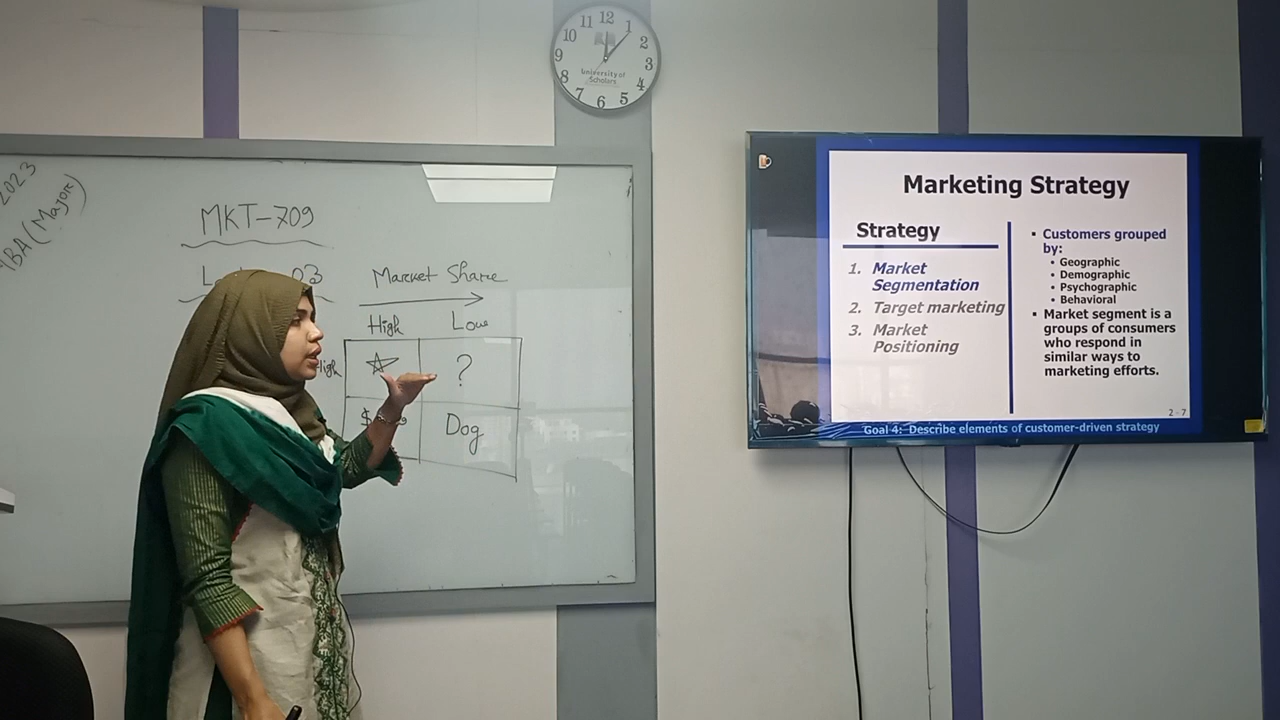 12
11 1
10 2
9 3
8 4
7 5
6
University of
Scholars
2023
MBA (Major)
MKT-709
L 03
Market Share
High Low
High
?
$
Dog
Marketing Strategy
Strategy
1. Market
Segmentation
2. Target marketing
3. Market
Positioning
▪ Customers grouped
by:
• Geographic
• Demographic
• Psychographic
• Behavioral
▪ Market segment is a
groups of consumers
who respond in
similar ways to
marketing efforts.
2 - 7
Goal 4: Describe elements of customer-driven strategy